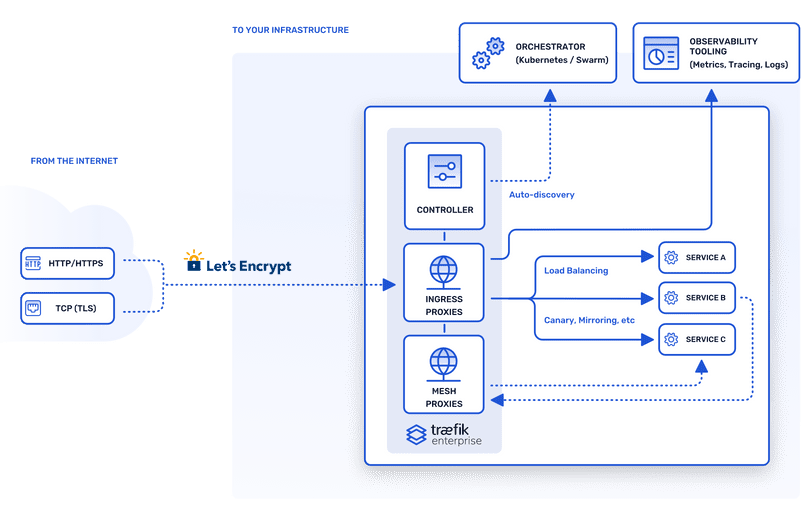 TO YOUR INFRASTRUCTURE
ORCHESTRATOR
(Kubernetes / Swarm)
OBSERVABILITY
TOOLING
(Metrics, Tracing, Logs)
FROM THE INTERNET
CONTROLLER
Auto-discovery
HTTP
HTTP/HTTPS
TCP (TLS)
Let's Encrypt
INGRESS
PROXIES
Load Balancing
Canary, Mirroring, etc
SERVICE A
SERVICE B
SERVICE C
MESH
PROXIES
træfik
enterprise